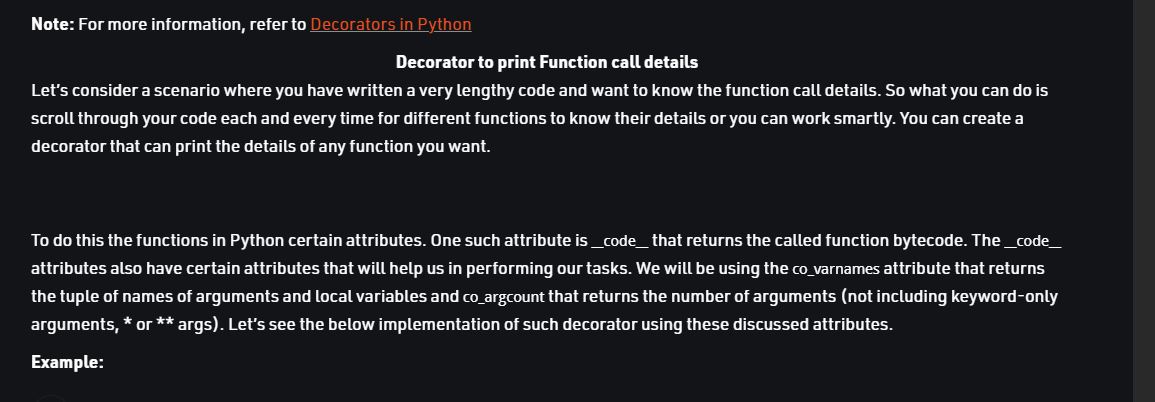 Note: For more information, refer to Decorators in Python
Decorator to print Function call details
Let's consider a scenario where you have written a very lengthy code and want to know the function call details. So what you can do is
scroll through your code each and every time for different functions to know their details or you can work smartly. You can create a
decorator that can print the details of any function you want.
To do this the functions in Python certain attributes. One such attribute is __code__ that returns the called function bytecode. The __code__
attributes also have certain attributes that will help us in performing our tasks. We will be using the co_varnames attribute that returns
the tuple of names of arguments and local variables and co_argcount that returns the number of arguments (not including keyword-only
arguments, * or ** args). Let's see the below implementation of such decorator using these discussed attributes.
Example: